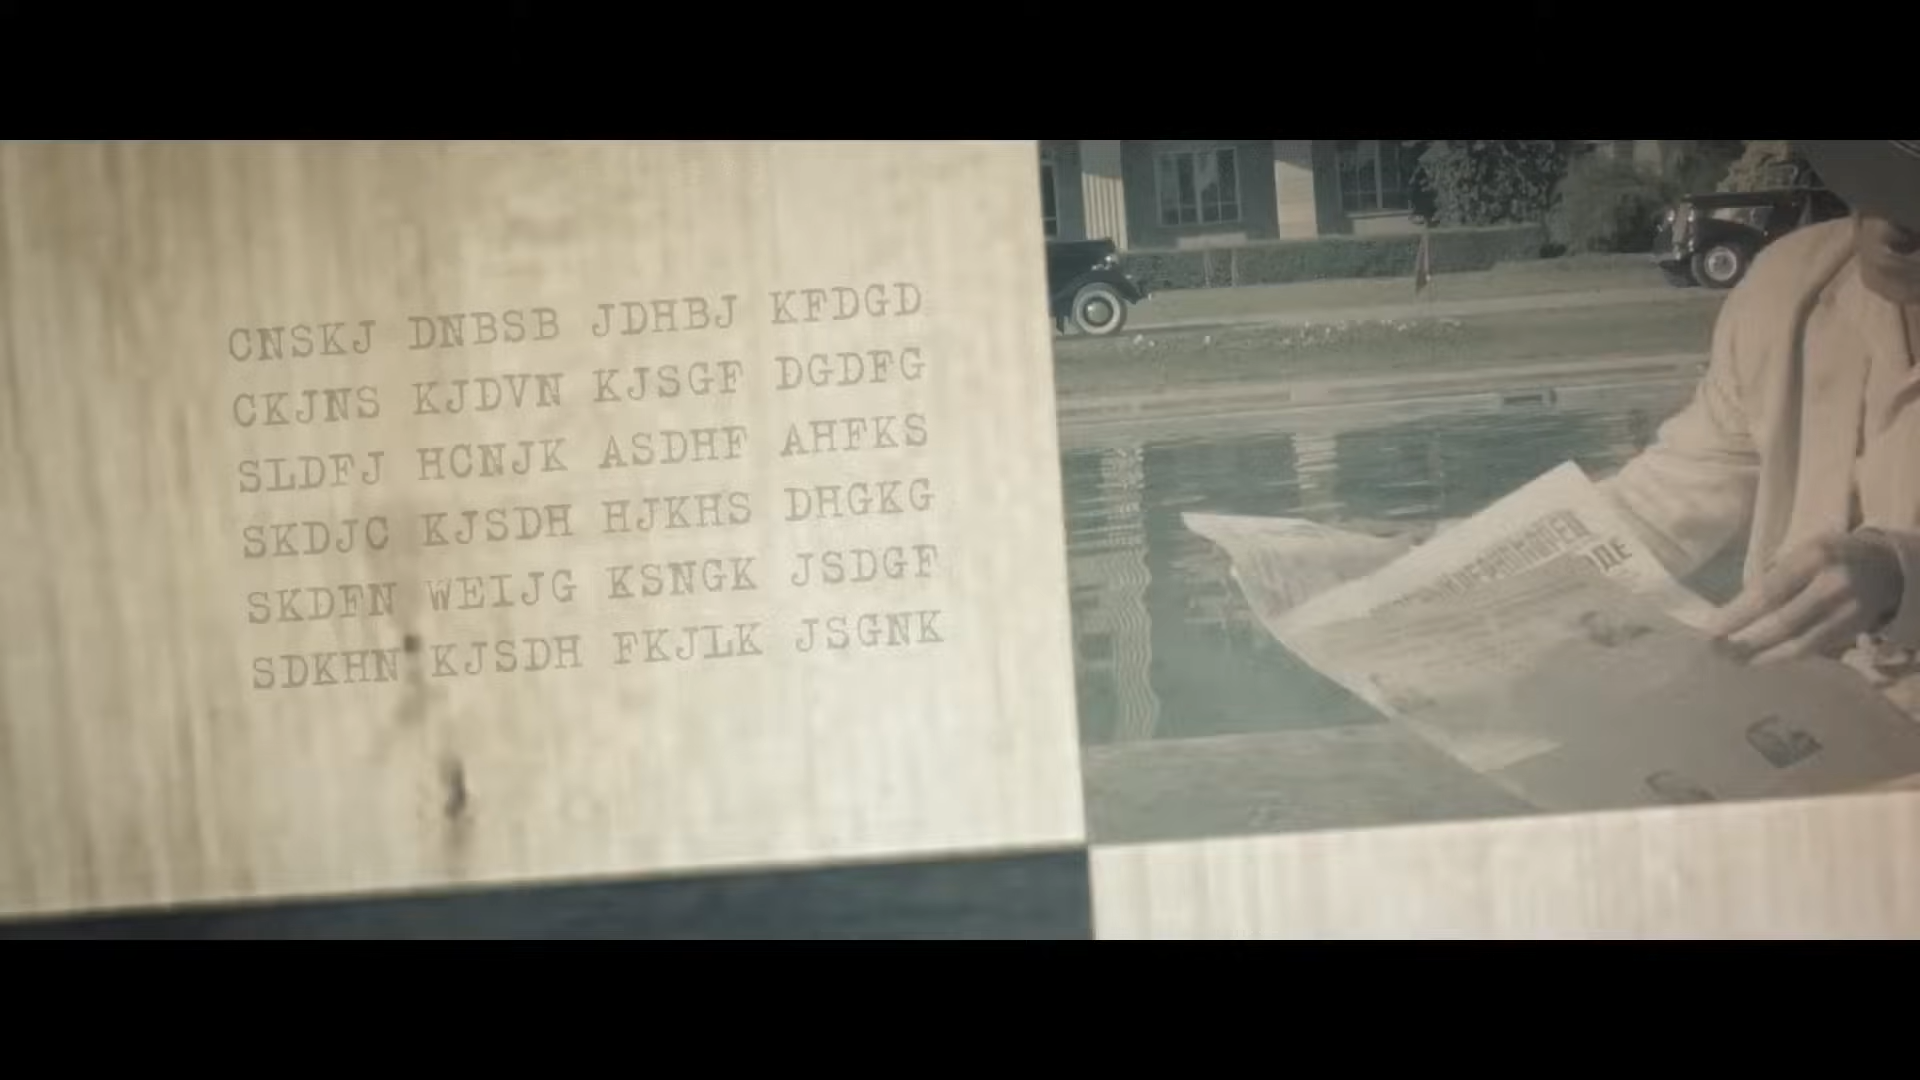 CNSKJ DNBSB JDHBJ KFDGD
CKJNS KJDVN KJSGF DGDFG
SLDFJ HCNJK ASDHF AHFKS
SKDJC KJSDH HJKHS DHGKG
SKDFN WEIJG KSNGK JSDGF
SDKHN KJSDH FKJLK JSGNK